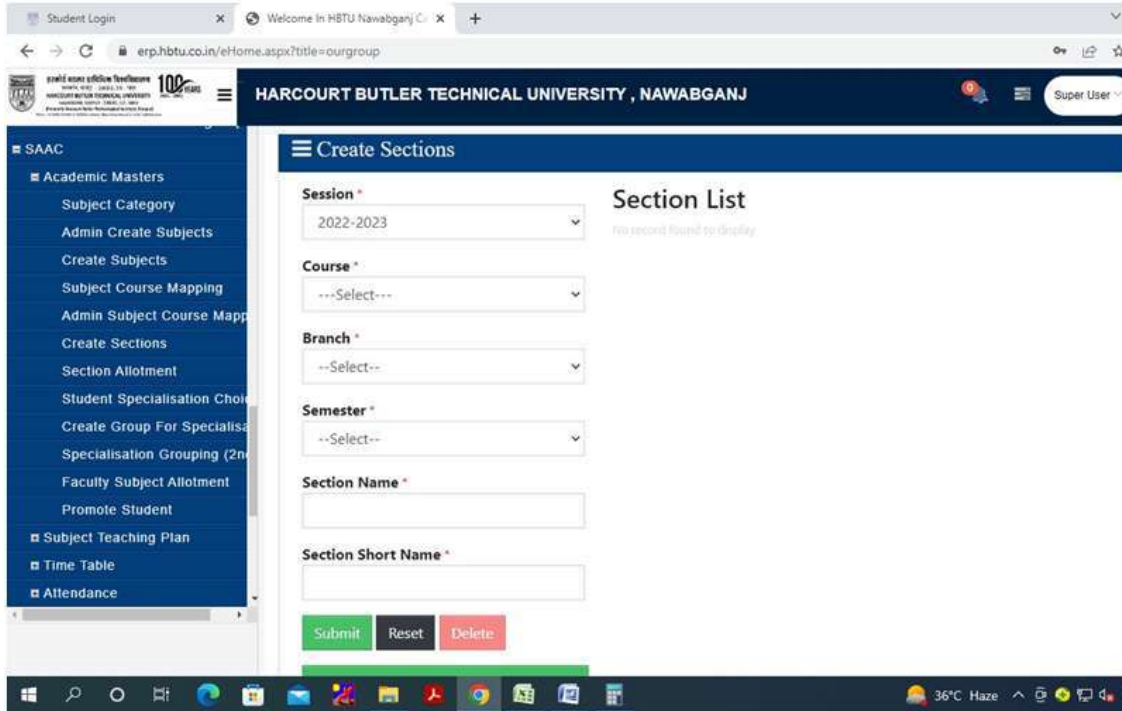 Student Login
Welcome In HBTU Nawabganj
erp.hbtu.co.in/eHome.aspx?title=ourgroup
100 YEARS
HARCOURT BUTLER TECHNICAL UNIVERSITY , NAWABGANJ
0
Super User
SAAC
Academic Masters
Subject Category
Admin Create Subjects
Create Subjects
Subject Course Mapping
Admin Subject Course Mapp
Create Sections
Section Allotment
Student Specialisation Choi
Create Group For Specialisa
Specialisation Grouping (2n
Faculty Subject Allotment
Promote Student
Subject Teaching Plan
Time Table
Attendance
Create Sections
Session *
2022-2023
Course *
---Select---
Branch *
--Select--
Semester *
--Select--
Section Name *
Section Short Name *
Submit Reset Delete
Section List
No record found to display
36°C Haze